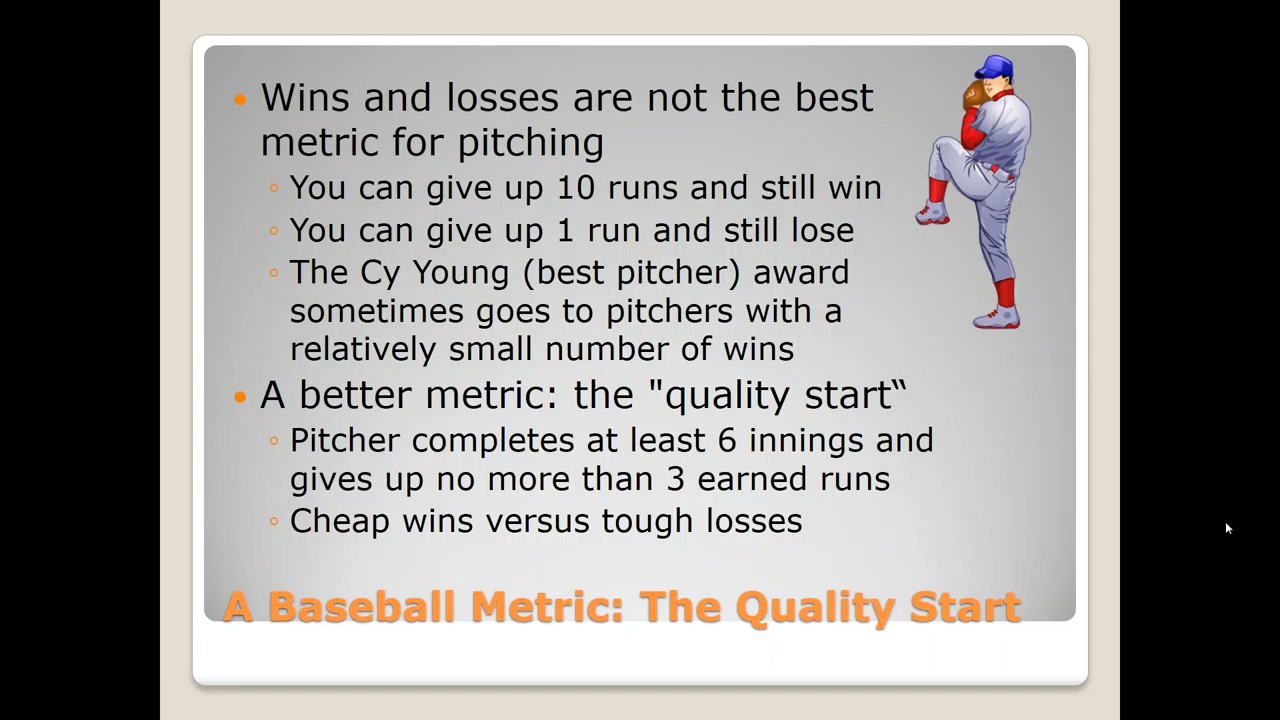 Wins and losses are not the best
metric for pitching
You can give up 10 runs and still win
You can give up 1 run and still lose
The Cy Young (best pitcher) award
sometimes goes to pitchers with a
relatively small number of wins
A better metric: the "quality start“
Pitcher completes at least 6 innings and
gives up no more than 3 earned runs
Cheap wins versus tough losses
A Baseball Metric: The Quality Start